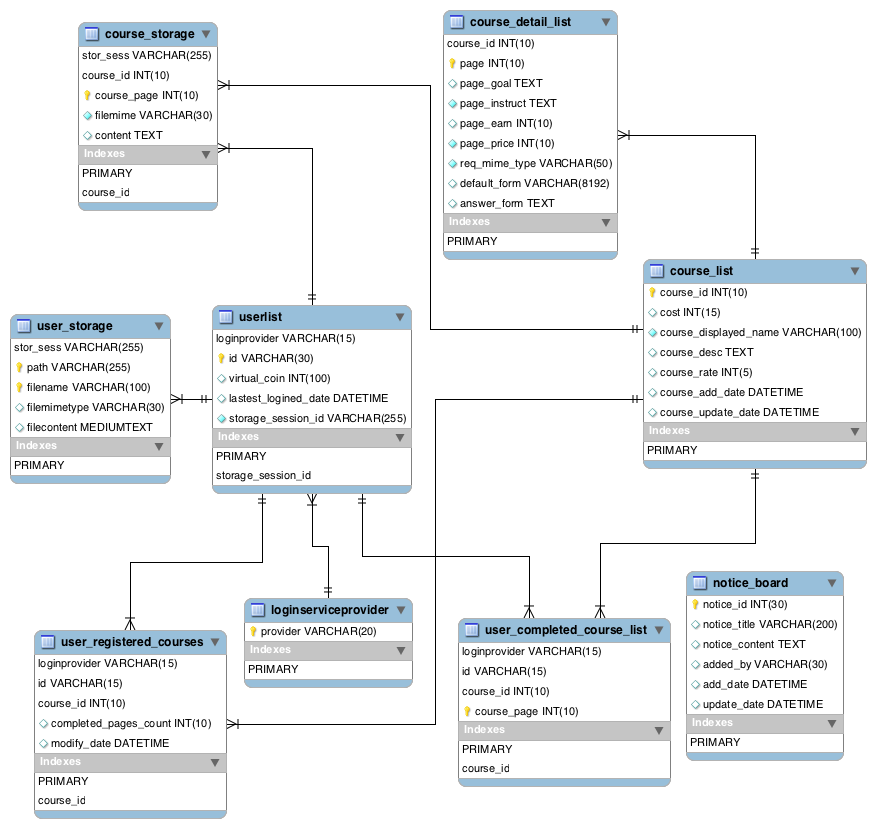 course_storage
stor_sess VARCHAR(255)
course_id INT(10)
course_page INT(10)
filemime VARCHAR(30)
content TEXT
Indexes
PRIMARY
course_id
course_detail_list
course_id INT(10)
page INT(10)
page_goal TEXT
page_instruct TEXT
page_earn INT(10)
page_price INT(10)
req_mime_type VARCHAR(50)
default_form VARCHAR(8192)
answer_form TEXT
Indexes
PRIMARY
course_list
course_id INT(10)
cost INT(15)
course_displayed_name VARCHAR(100)
course_desc TEXT
course_rate INT(5)
course_add_date DATETIME
course_update_date DATETIME
Indexes
PRIMARY
user_storage
stor_sess VARCHAR(255)
path VARCHAR(255)
filename VARCHAR(100)
filemimetype VARCHAR(30)
filecontent MEDIUMTEXT
Indexes
PRIMARY
userlist
loginprovider VARCHAR(15)
id VARCHAR(30)
virtual_coin INT(100)
lastest_logined_date DATETIME
storage_session_id VARCHAR(255)
Indexes
PRIMARY
storage_session_id
user_registered_courses
loginprovider VARCHAR(15)
id VARCHAR(15)
course_id INT(10)
completed_pages_count INT(10)
modify_date DATETIME
Indexes
PRIMARY
course_id
loginserviceprovider
provider VARCHAR(20)
Indexes
PRIMARY
user_completed_course_list
loginprovider VARCHAR(15)
id VARCHAR(15)
course_id INT(10)
course_page INT(10)
Indexes
PRIMARY
course_id
notice_board
notice_id INT(30)
notice_title VARCHAR(200)
notice_content TEXT
added_by VARCHAR(30)
add_date DATETIME
update_date DATETIME
Indexes
PRIMARY